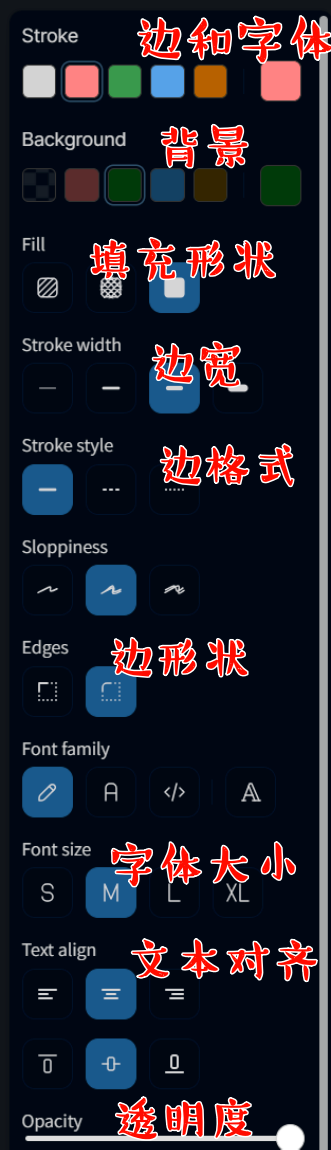 Stroke 边和字体
Background 背景
Fill 填充形状
Stroke width 边宽
Stroke style 边格式
Sloppiness
Edges 边形状
Font family
A </> A
Font size 字体大小
S M L XL
Text align 文本对齐
Opacity 透明度